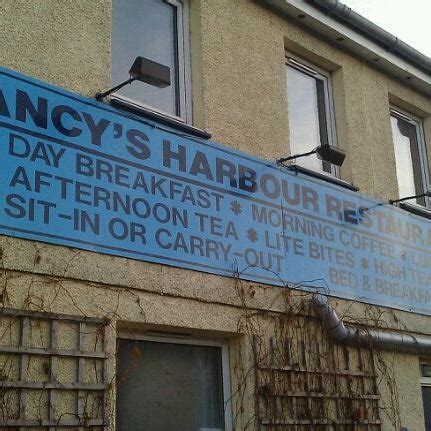 ANCY'S HARBOUR RESTAURA
DAY BREAKFAST * MORNING COFFEE * LU
AFTERNOON TEA * LITE BITES * HIGH TE
SIT-IN OR CARRY-OUT BED & BREAKFA